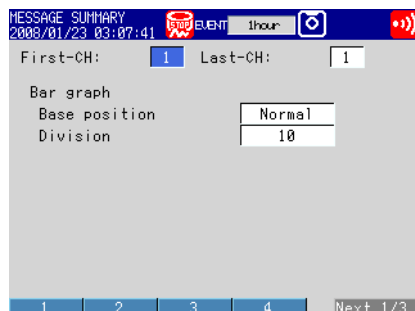 MESSAGE SUMMARY
2008/01/23 03:07:41 STOP EVENT 1hour
First-CH: 1 Last-CH: 1
Bar graph
Base position Normal
Division 10
1 2 3 4 Next 1/3